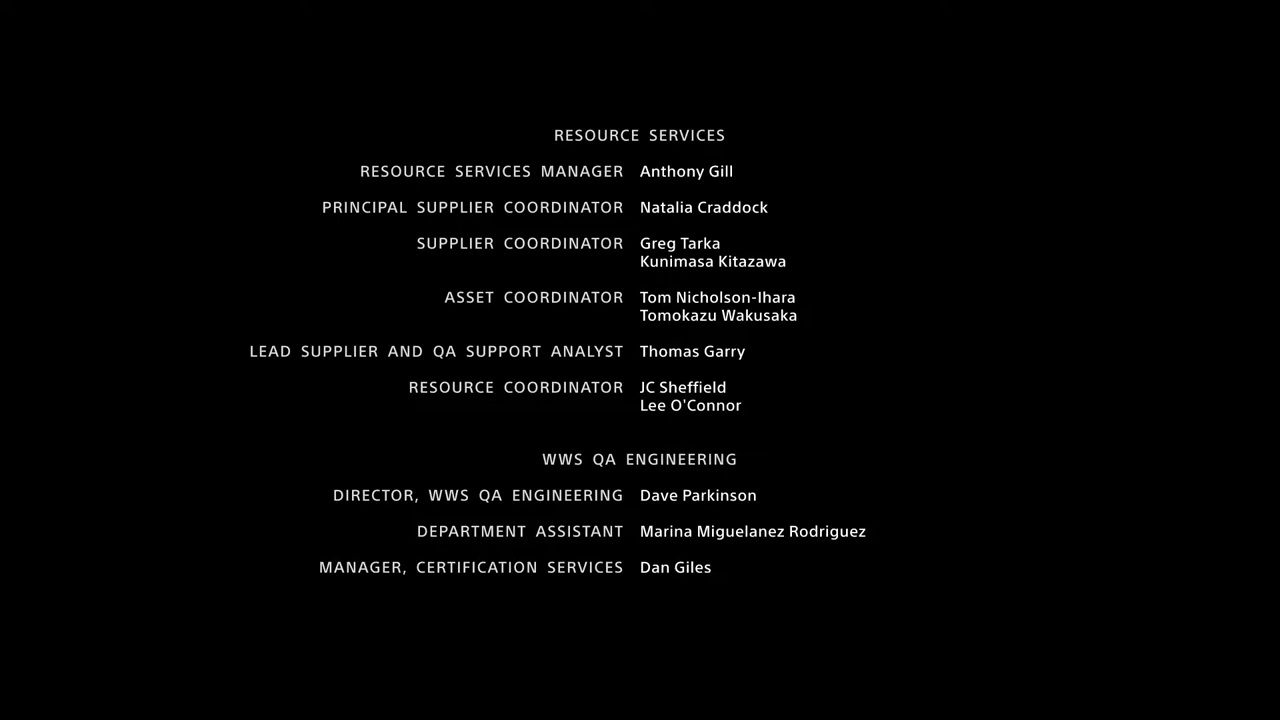 RESOURCE SERVICES
RESOURCE SERVICES MANAGER Anthony Gill
PRINCIPAL SUPPLIER COORDINATOR Natalia Craddock
SUPPLIER COORDINATOR Greg Tarka
Kunimasa Kitazawa
ASSET COORDINATOR Tom Nicholson-Ihara
Tomokazu Wakusaka
LEAD SUPPLIER AND QA SUPPORT ANALYST Thomas Garry
RESOURCE COORDINATOR JC Sheffield
Lee O'Connor
WWS QA ENGINEERING
DIRECTOR, WWS QA ENGINEERING Dave Parkinson
DEPARTMENT ASSISTANT Marina Miguelanez Rodriguez
MANAGER, CERTIFICATION SERVICES Dan Giles